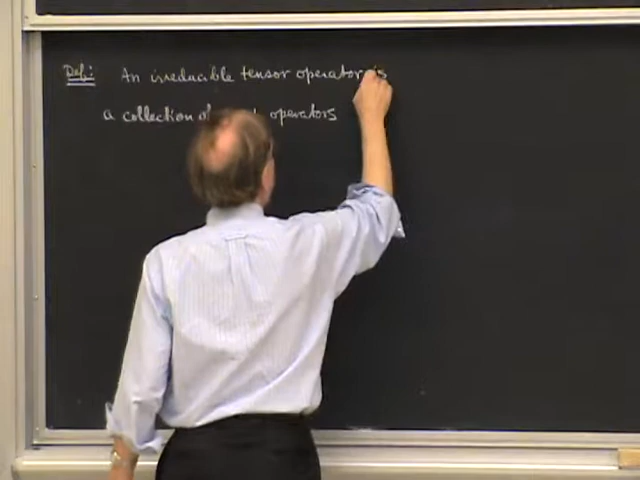 Def: An irreducible tensor operator is
a collection of operators